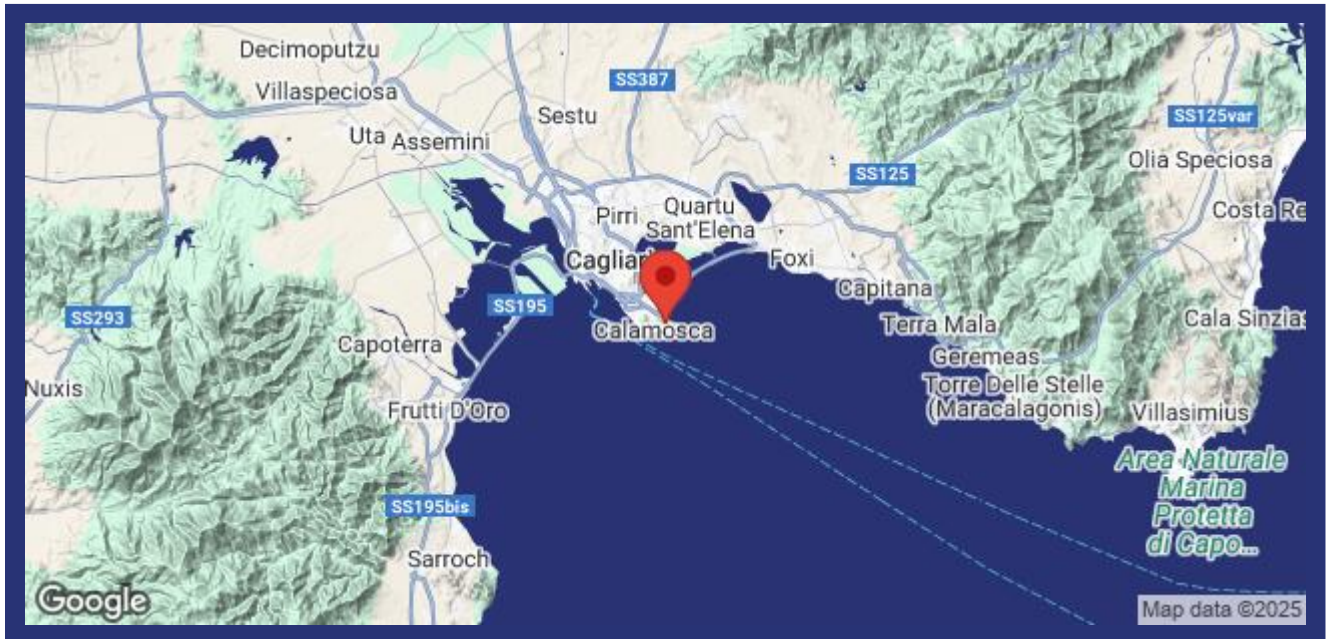 Decimoputzu
Villaspeciosa
SS387
Sestu
SS125var
Uta
Assemini
Olia Speciosa
SS125
Pirri
Quartu
Sant'Elena
Costa Re
Cagliari
Foxi
Capitana
SS195
SS293
Calamosca
Terra Mala
Cala Sinzias
Capoterra
Geremeas
Nuxis
Torre Delle Stelle
(Maracalagonis)
Frutti D'Oro
Villasimius
Area Naturale
Marina
Protetta
di Capo...
SS195bis
Sarroch
Google
Map data ©2025